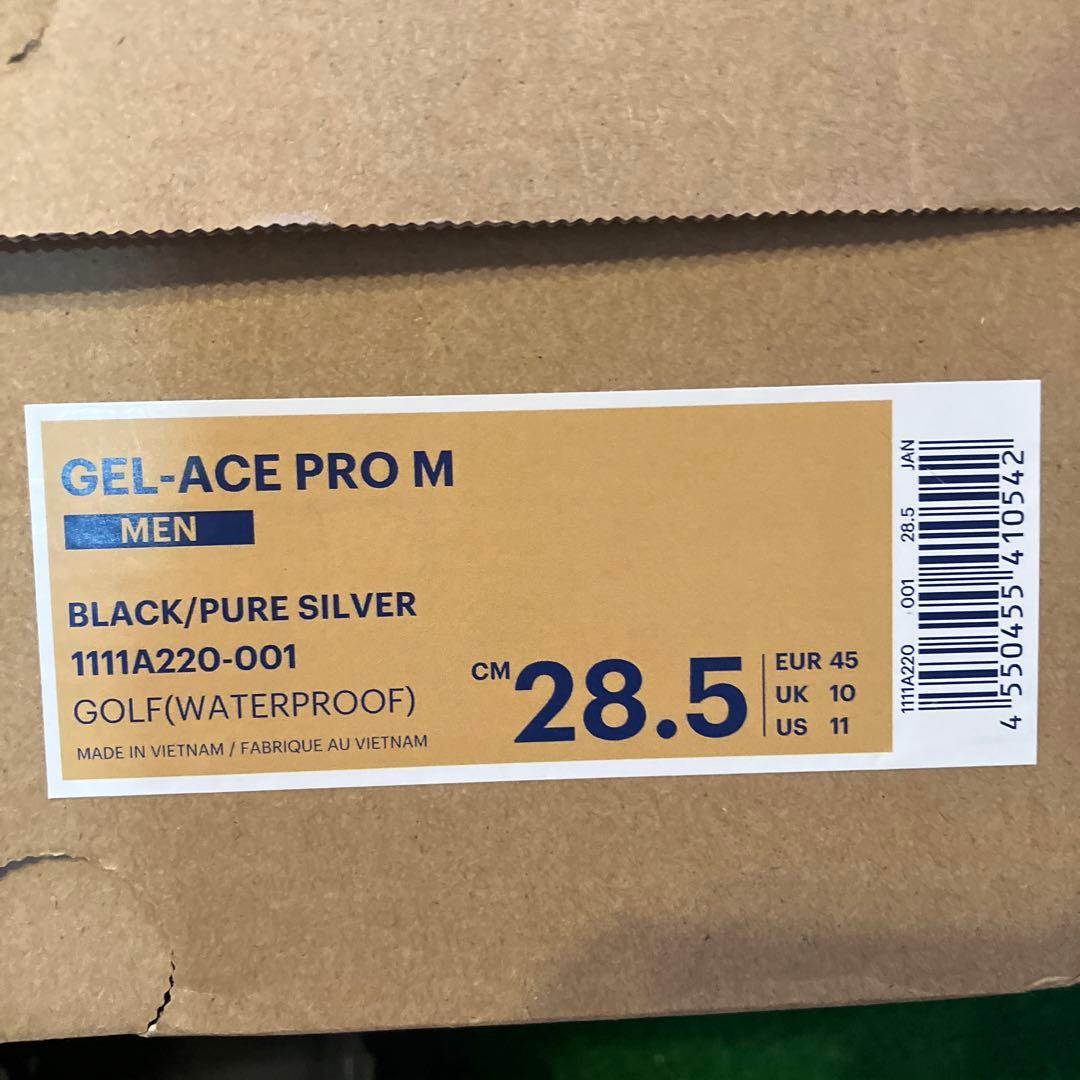 GEL-ACE PRO M
MEN
BLACK/PURE SILVER
1111A220-001
GOLF(WATERPROOF)
MADE IN VIETNAM / FABRIQUE AU VIETNAM
CM 28.5
EUR 45
UK 10
US 11
1111A220 001 28.5 JAN
4 550455 410542